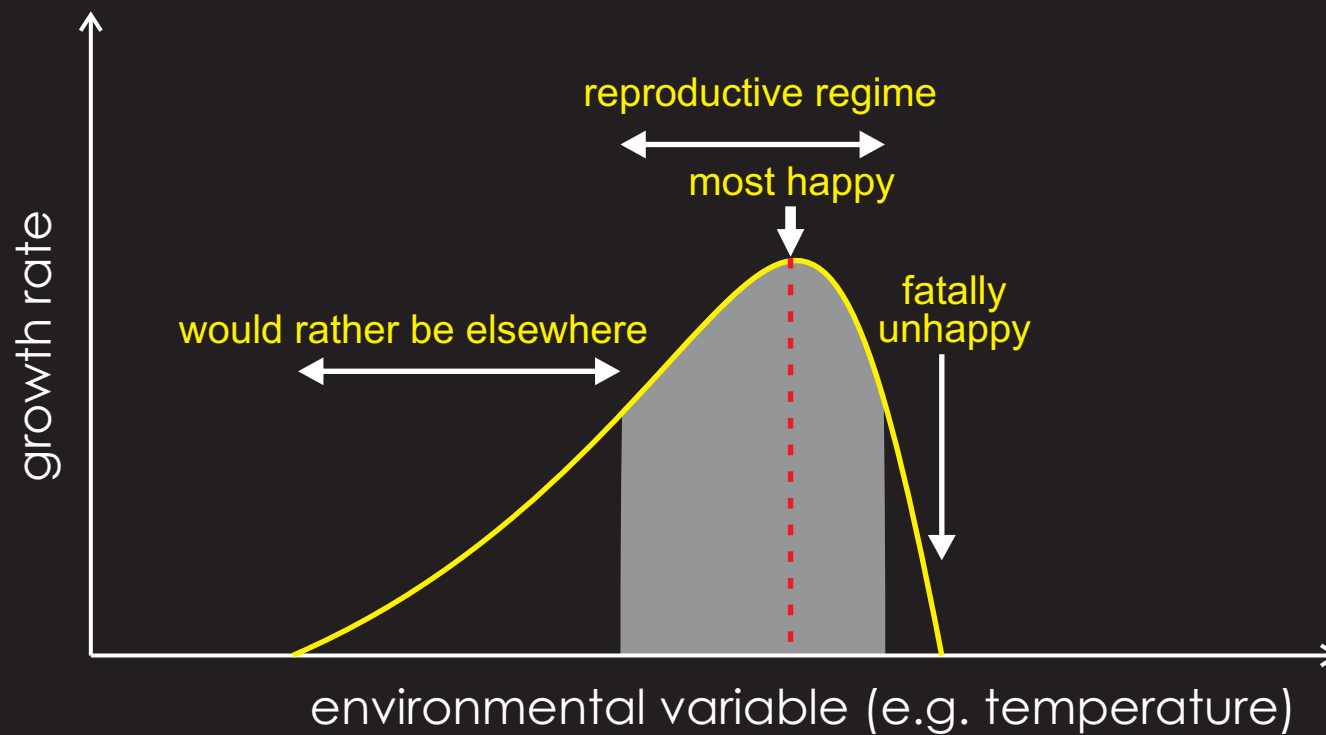 reproductive regime
most happy
fatally
unhappy
would rather be elsewhere
growth rate
environmental variable (e.g. temperature)